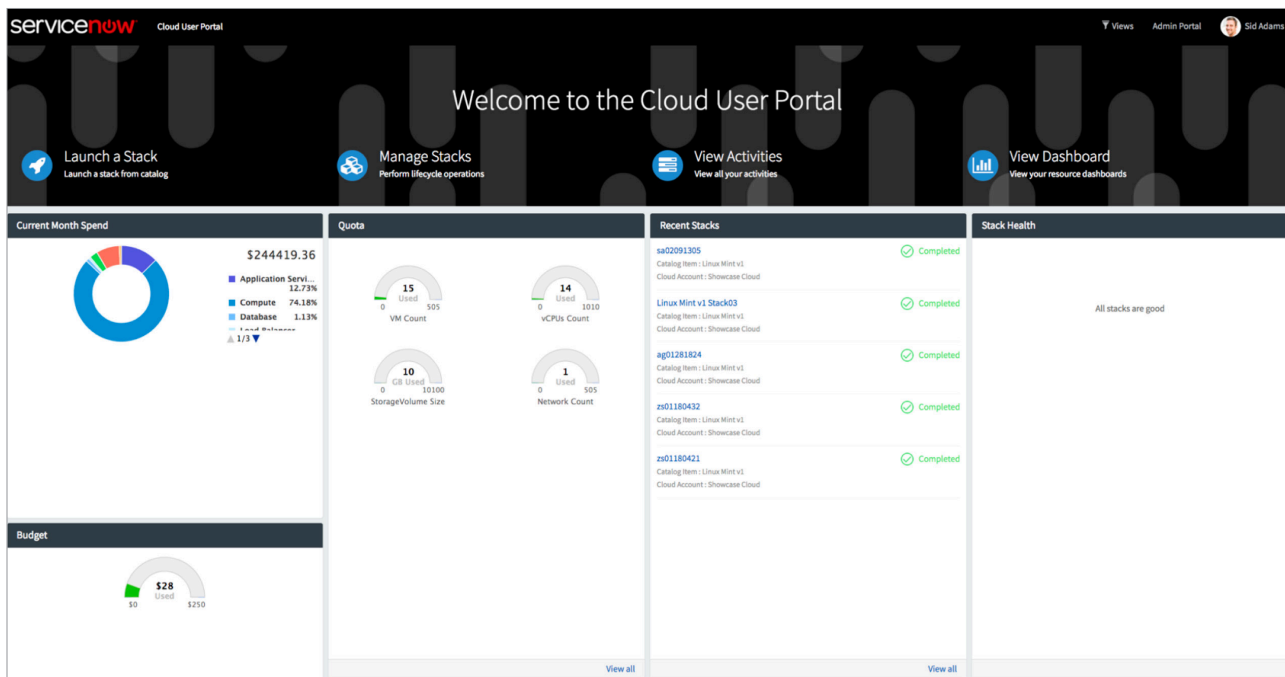 servicenow
Cloud User Portal
Views
Admin Portal
Sid Adams
Welcome to the Cloud User Portal
Launch a Stack
Launch a stack from catalog
Manage Stacks
Perform lifecycle operations
View Activities
View all your activities
View Dashboard
View your resource dashboards
Current Month Spend
$244419.36
Application Servi...
12.73%
Compute 74.18%
Database 1.13%
Load Balancer
1/3
Budget
$28
Used
$0 $250
Quota
15
Used
0 505
VM Count
14
Used
0 1010
vCPUs Count
10
GB Used
0 10100
StorageVolume Size
1
Used
0 505
Network Count
View all
Recent Stacks
sa02091305 Completed
Catalog Item : Linux Mint v1
Cloud Account : Showcase Cloud
Linux Mint v1 Stack03 Completed
Catalog Item : Linux Mint v1
Cloud Account : Showcase Cloud
ag01281824 Completed
Catalog Item : Linux Mint v1
Cloud Account : Showcase Cloud
zs01180432 Completed
Catalog Item : Linux Mint v1
Cloud Account : Showcase Cloud
zs01180421 Completed
Catalog Item : Linux Mint v1
Cloud Account : Showcase Cloud
View all
Stack Health
All stacks are good